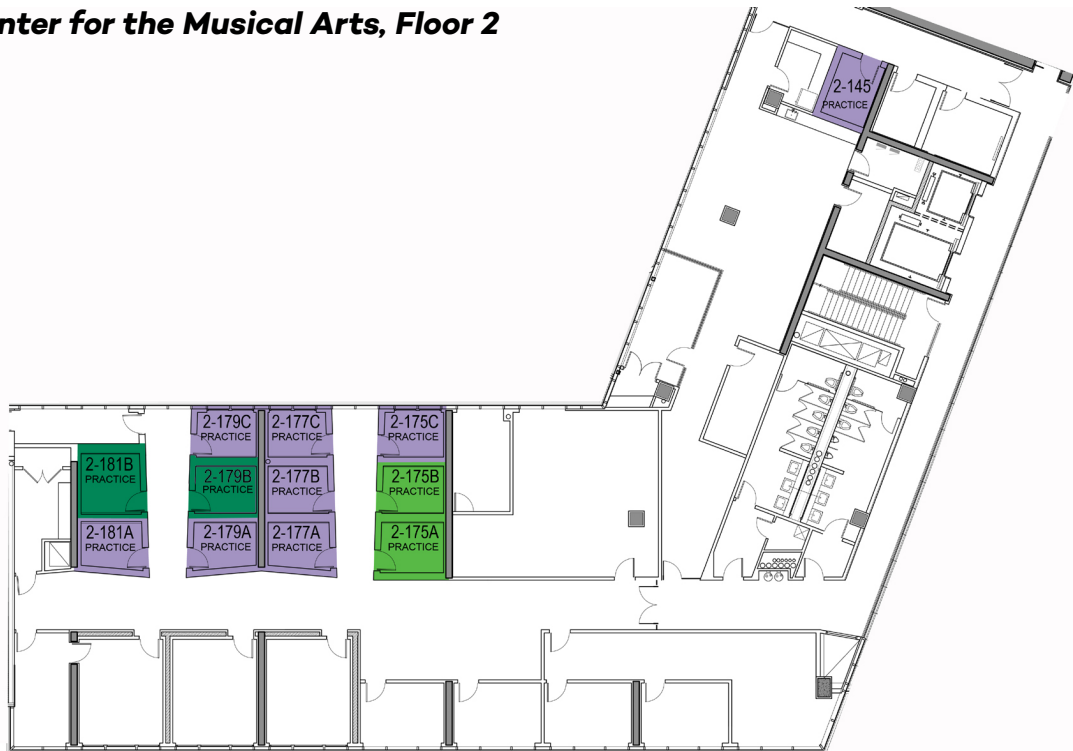 nter for the Musical Arts, Floor 2
2-145
PRACTICE
2-179C
PRACTICE
2-177C
PRACTICE
2-175C
PRACTICE
2-181B
PRACTICE
2-179B
PRACTICE
2-177B
PRACTICE
2-175B
PRACTICE
2-181A
PRACTICE
2-179A
PRACTICE
2-177A
PRACTICE
2-175A
PRACTICE